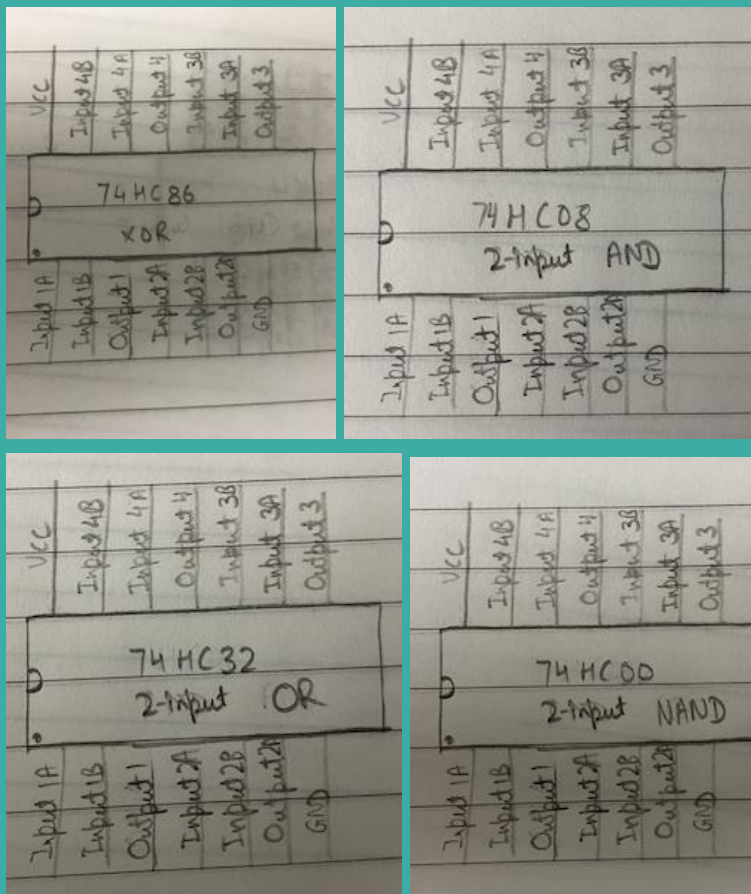 VCC
Input 4B
Input 4A
Output 4
Input 3B
Input 3A
Output 3
74HC86
XOR
Input 1A
Input 1B
Output 1
Input 2A
Input 2B
Output 2A
GND
VCC
Input 4B
Input 4A
Output 4
Input 3B
Input 3A
Output 3
74HC08
2-input AND
Input 1A
Input 1B
Output 1
Input 2A
Input 2B
Output 2A
GND
VCC
Input 4B
Input 4A
Output 4
Input 3B
Input 3A
Output 3
74HC32
2-input OR
Input 1A
Input 1B
Output 1
Input 2A
Input 2B
Output 2A
GND
VCC
Input 4B
Input 4A
Output 4
Input 3B
Input 3A
Output 3
74HC00
2-input NAND
Input 1A
Input 1B
Output 1
Input 2A
Input 2B
Output 2A
GND